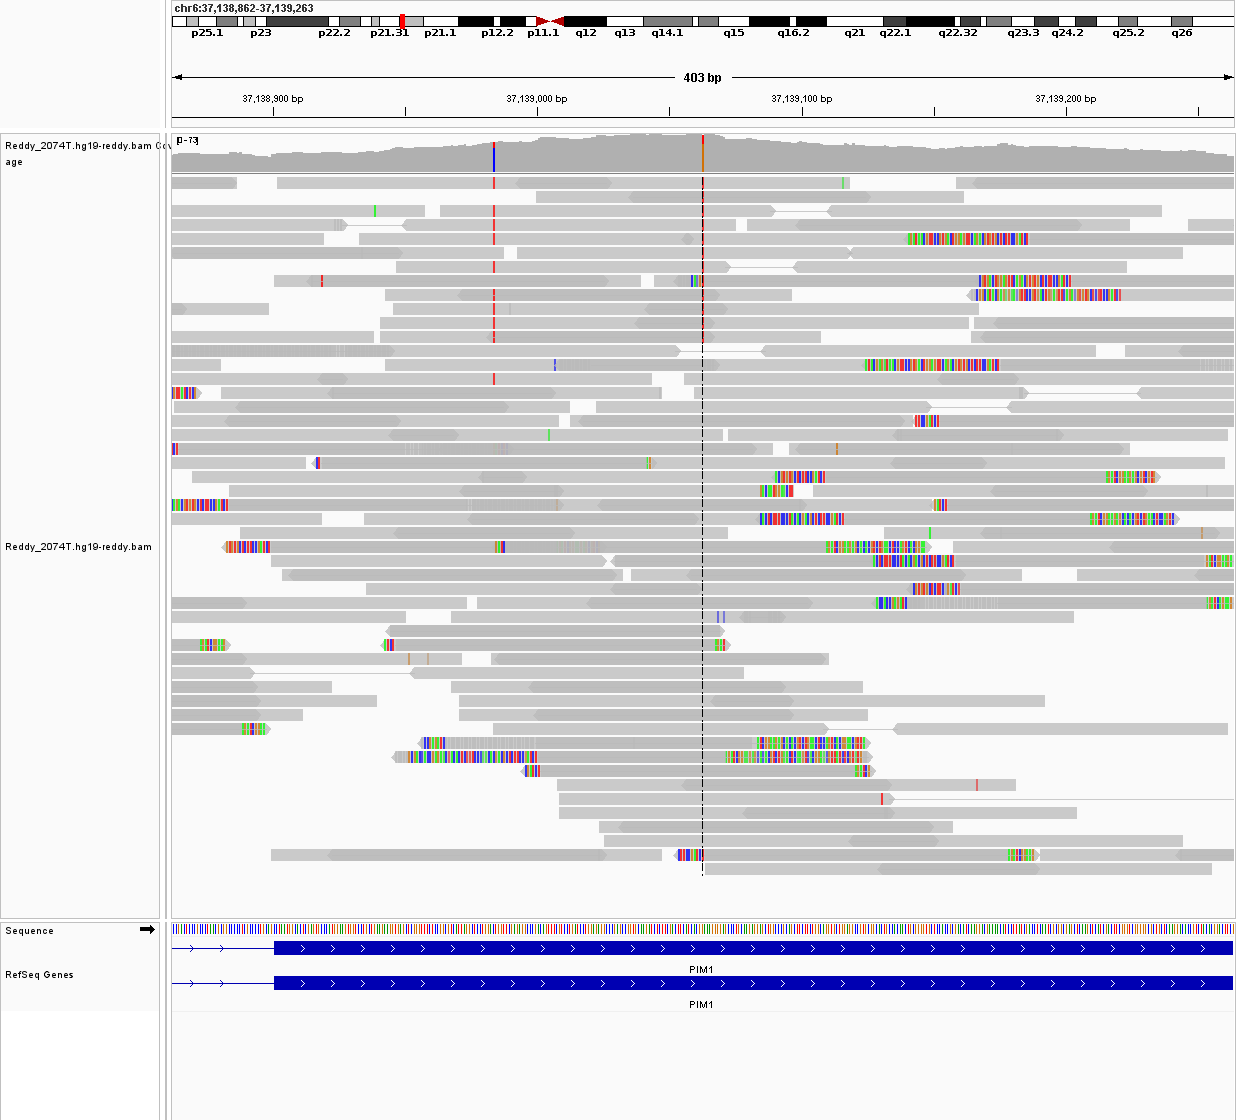 chr6:37,138,862-37,139,263
p25.1 p23 p22.2 p21.31 p21.1 p12.2 p11.1 q12 q13 q14.1 q15 q16.2 q21 q22.1 q22.32 q23.3 q24.2 q25.2 q26
403 bp
37,138,900 bp 37,139,000 bp 37,139,100 bp 37,139,200 bp
[0-73]
Reddy_2074T.hg19-reddy.bam Cov
age
Reddy_2074T.hg19-reddy.bam
Sequence
PIM1
RefSeq Genes
PIM1